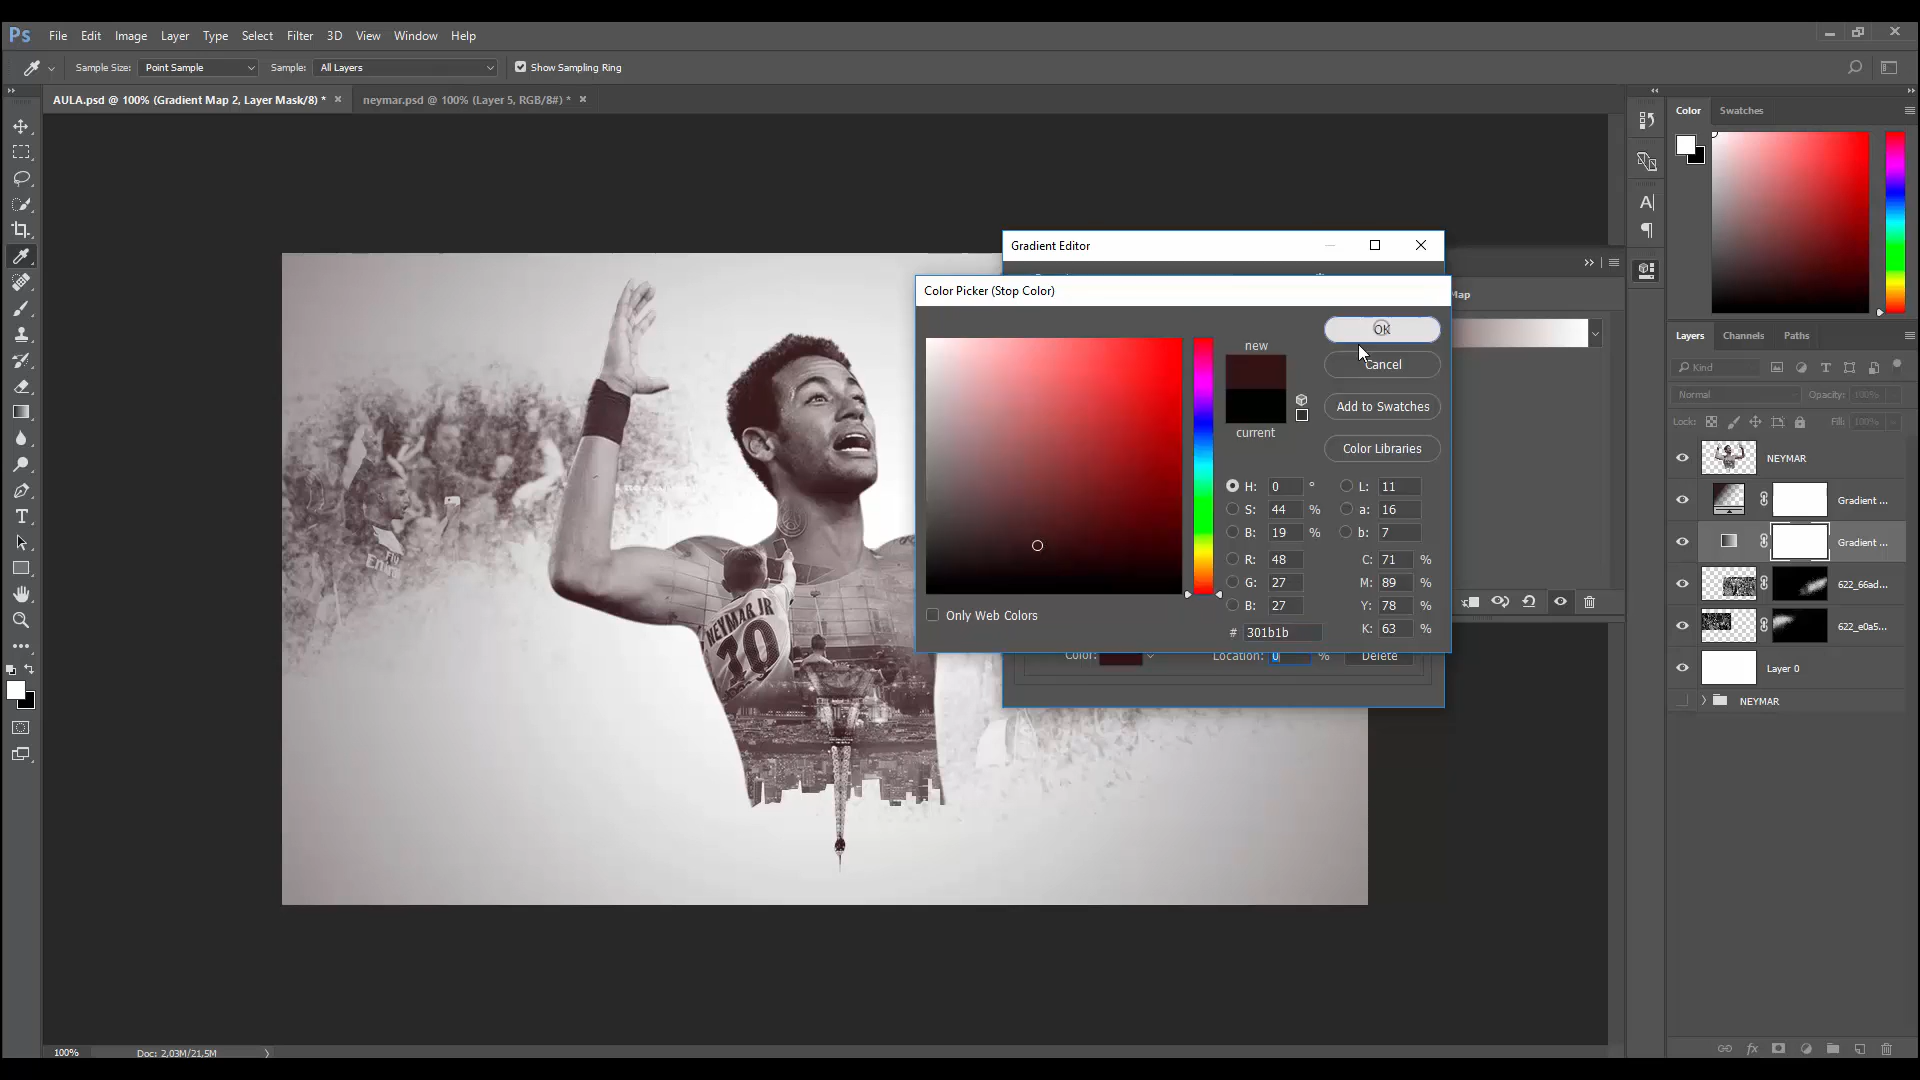 Ps File Edit Image Layer Type Select Filter 3D View Window Help
Sample Size: Point Sample Sample: All Layers Show Sampling Ring
AULA.psd @ 100% (Gradient Map 2, Layer Mask/8) * neymar.psd @ 100% (Layer 5, RGB/8#) *
Color Swatches
Gradient Editor
Color Picker (Stop Color)
Map
OK
new
Cancel
Add to Swatches
current
Color Libraries
H: 0 ° L: 11
S: 44 % a: 16
B: 19 % b: 7
R: 48 C: 71 %
G: 27 M: 89 %
B: 27 Y: 78 %
# 301b1b K: 63 %
Only Web Colors
Color: Location: 0 % Delete
Layers Channels Paths
Kind
Normal Opacity: 100%
Lock: Fill: 100%
NEYMAR
Gradient ...
Gradient ...
622_66ad...
622_e0a5...
Layer 0
NEYMAR
NEYMAR JR
10
100% Doc: 2,03M/21,5M